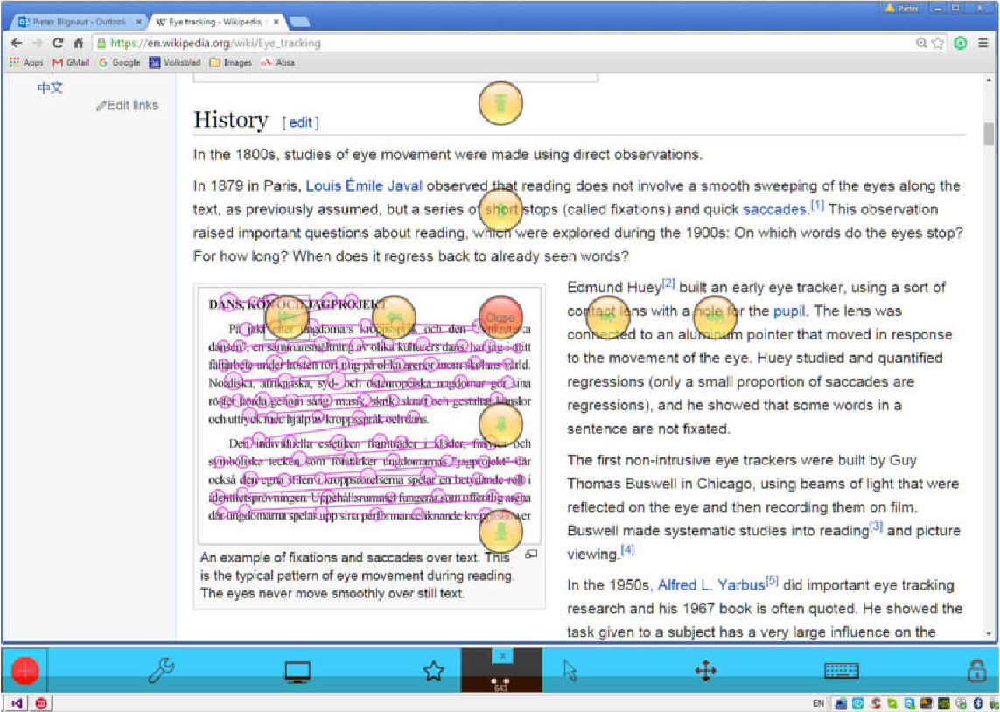 Pieter
Pieter Blignaut - Outlook
Eye tracking - Wikipedia,
https://en.wikipedia.org/wiki/Eye_tracking
Apps GMail Google Volksblad Images Absa
中文
Edit links
History [ edit ]
In the 1800s, studies of eye movement were made using direct observations.
In 1879 in Paris, Louis Émile Javal observed that reading does not involve a smooth sweeping of the eyes along the
text, as previously assumed, but a series of short stops (called fixations) and quick saccades.[1] This observation
raised important questions about reading, which were explored during the 1900s: On which words do the eyes stop?
For how long? When does it regress back to already seen words?
DANS, KÖN OCH JAGPROJEKT
På jakt efter ungdomars kroppsspråk och den
dansen", en sammansmältning av olika kulturers dans, har jag i mitt
fältarbete under hösten rört mig på olika arenor inom skolans värld.
Nordiska, afrikanska, syd- och östeuropeiska ungdomar gör sina
röster hörda genom sång, musik, skrik, skratt och gestaltar känslor
och uttryck med hjälp av kroppsspråk och dans.
Den individuella estetiken framträder i kläder, frisyrer och
symboliska tecken som förstärker ungdomarnas "jagprojekt" där
också den egna stilen i kroppsrörelserna spelar en betydande roll i
identitetsprövningen. Uppehållsrummet fungerar som offentlig arena
där ungdomarna spelar upp sina performanceliknande
Close
An example of fixations and saccades over text. This
is the typical pattern of eye movement during reading.
The eyes never move smoothly over still text.
Edmund Huey[2] built an early eye tracker, using a sort of
contact lens with a hole for the pupil. The lens was
connected to an aluminum pointer that moved in response
to the movement of the eye. Huey studied and quantified
regressions (only a small proportion of saccades are
regressions), and he showed that some words in a
sentence are not fixated.
The first non-intrusive eye trackers were built by Guy
Thomas Buswell in Chicago, using beams of light that were
reflected on the eye and then recording them on film.
Buswell made systematic studies into reading[3] and picture
viewing.[4]
In the 1950s, Alfred L. Yarbus[5] did important eye tracking
research and his 1967 book is often quoted. He showed the
task given to a subject has a very large influence on the
X
643
EN